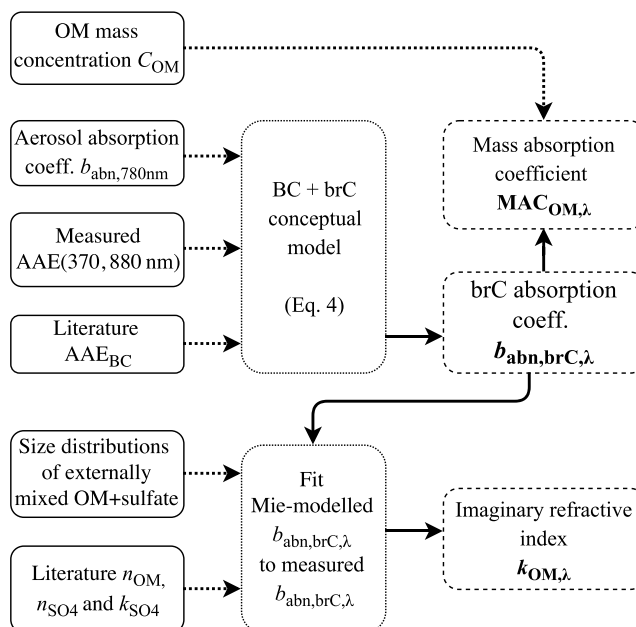 OM mass
concentration C_OM
Aerosol absorption
coeff. b_abn,780nm
Measured
AAE(370, 880 nm)
Literature
AAE_BC
BC + brC
conceptual
model
(Eq. 4)
Mass absorption
coefficient
MAC_OM,λ
brC absorption
coeff.
b_abn,brC,λ
Size distributions
of externally
mixed OM+sulfate
Literature n_OM,
n_SO4 and k_SO4
Fit
Mie-modelled
b_abn,brC,λ
to measured
b_abn,brC,λ
Imaginary refractive
index
k_OM,λ